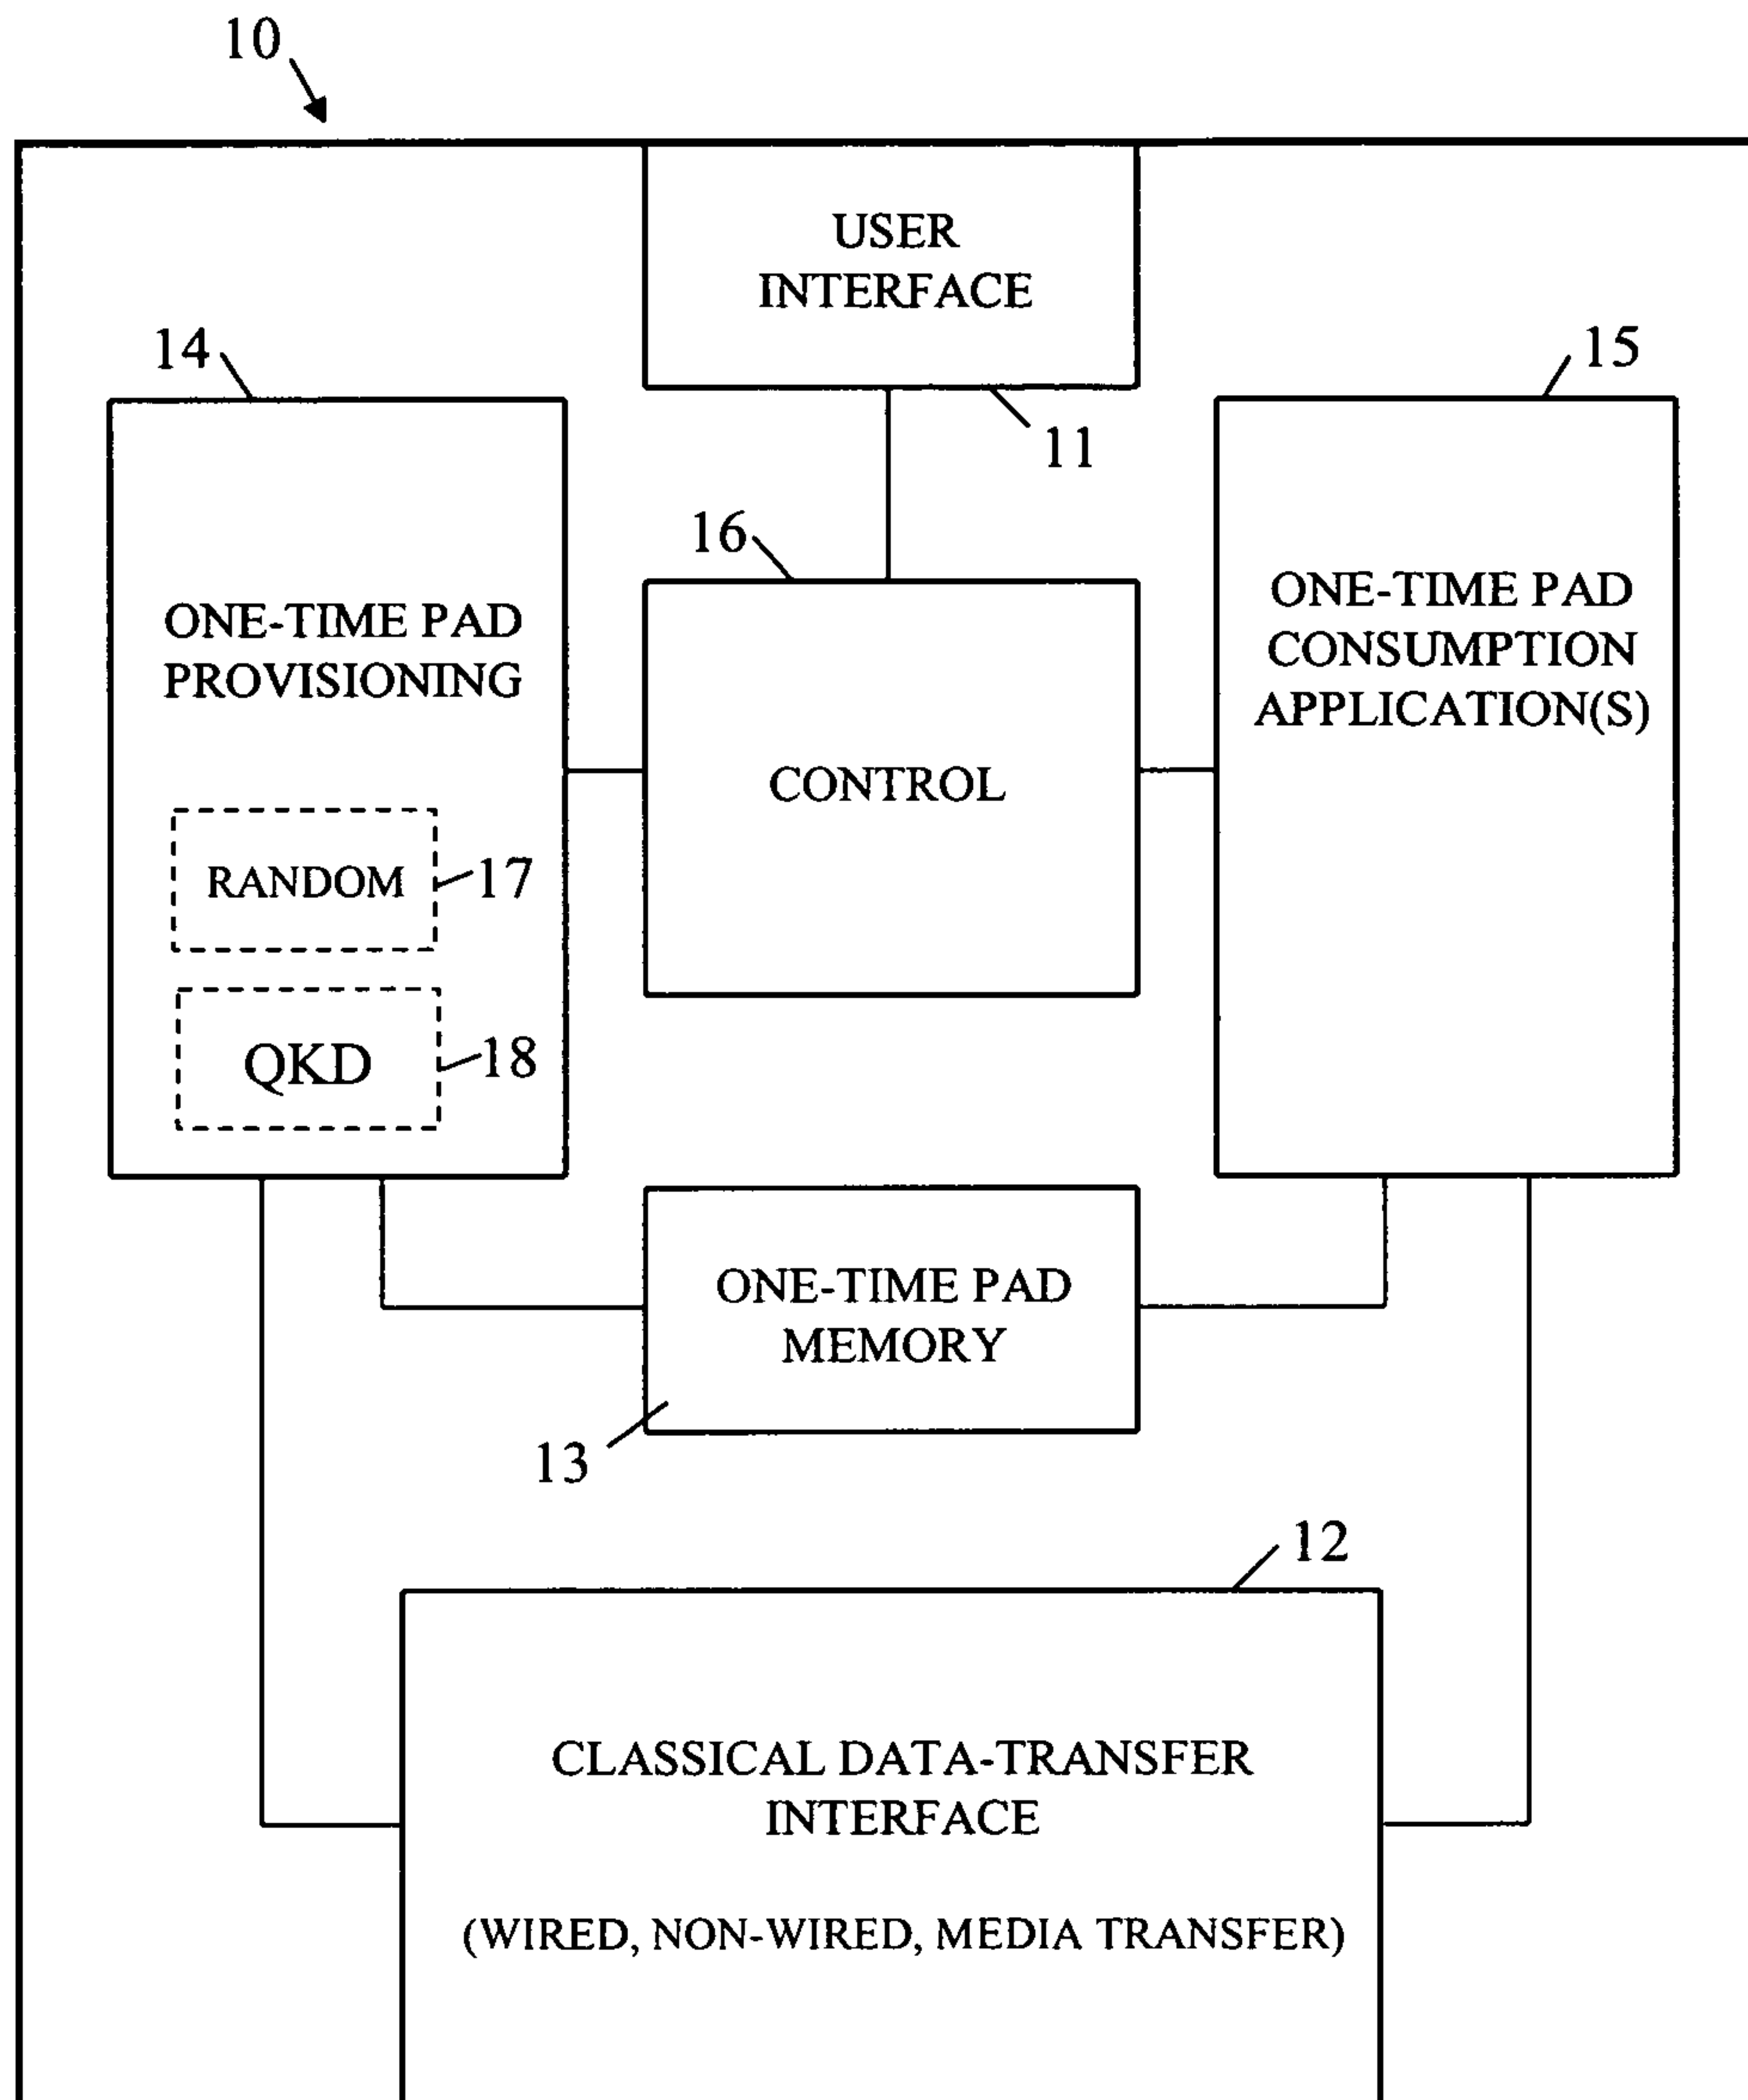 10
USER
INTERFACE
14
15
11
16
ONE-TIME PAD
PROVISIONING
ONE-TIME PAD
CONSUMPTION
APPLICATION(S)
CONTROL
RANDOM
17
QKD
18
ONE-TIME PAD
MEMORY
13
12
CLASSICAL DATA-TRANSFER
INTERFACE
(WIRED, NON-WIRED, MEDIA TRANSFER)